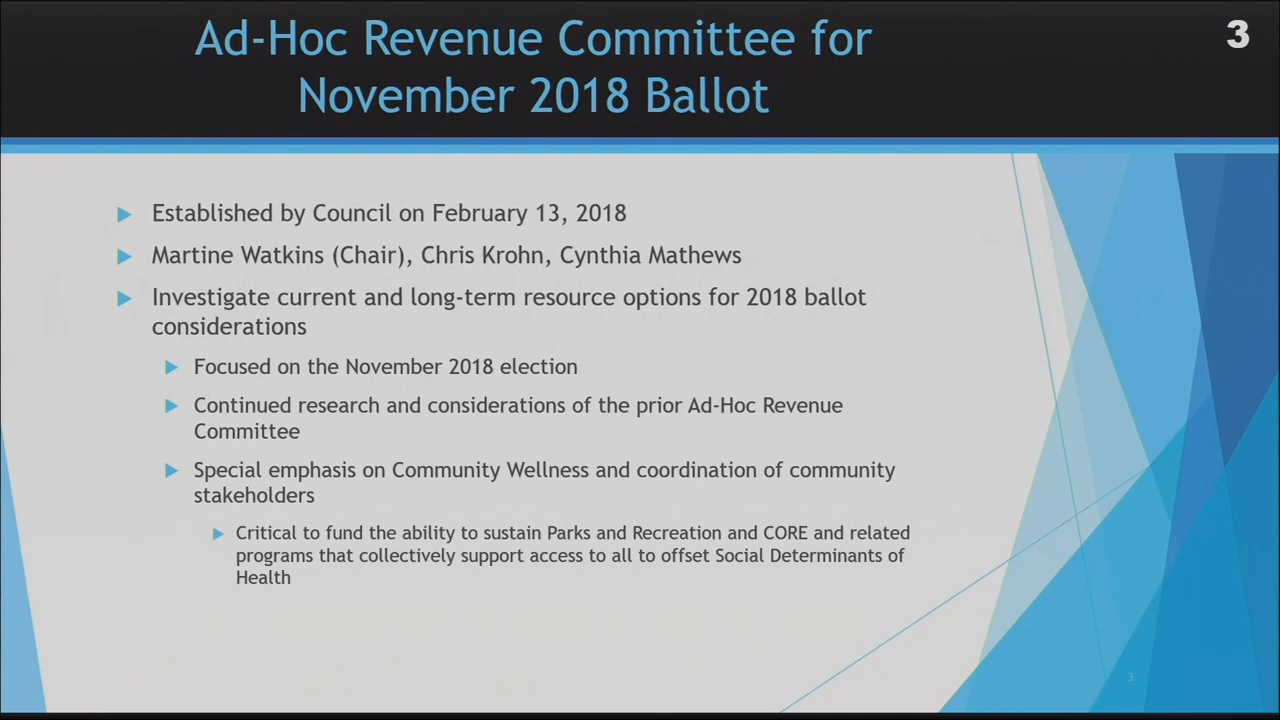 Ad-Hoc Revenue Committee for
November 2018 Ballot
3
Established by Council on February 13, 2018
Martine Watkins (Chair), Chris Krohn, Cynthia Mathews
Investigate current and long-term resource options for 2018 ballot
considerations
Focused on the November 2018 election
Continued research and considerations of the prior Ad-Hoc Revenue
Committee
Special emphasis on Community Wellness and coordination of community
stakeholders
Critical to fund the ability to sustain Parks and Recreation and CORE and related
programs that collectively support access to all to offset Social Determinants of
Health
3